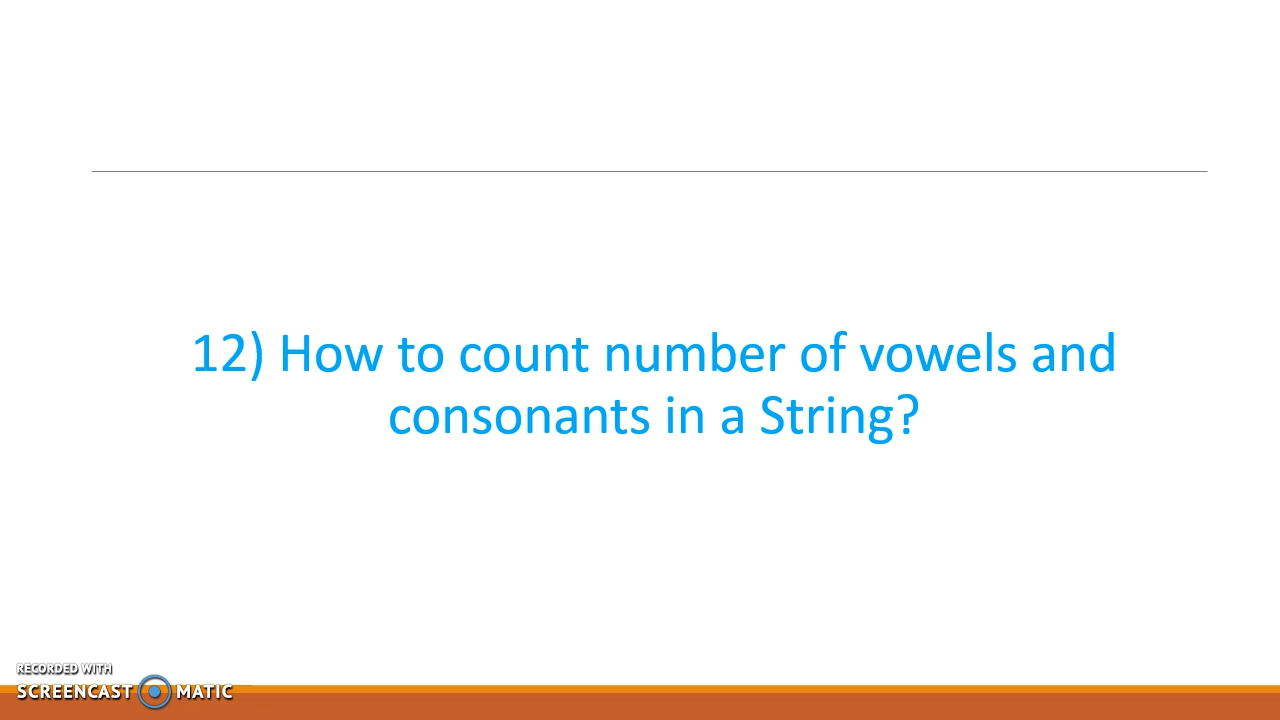 12) How to count number of vowels and
consonants in a String?
RECORDED WITH
SCREENCAST MATIC